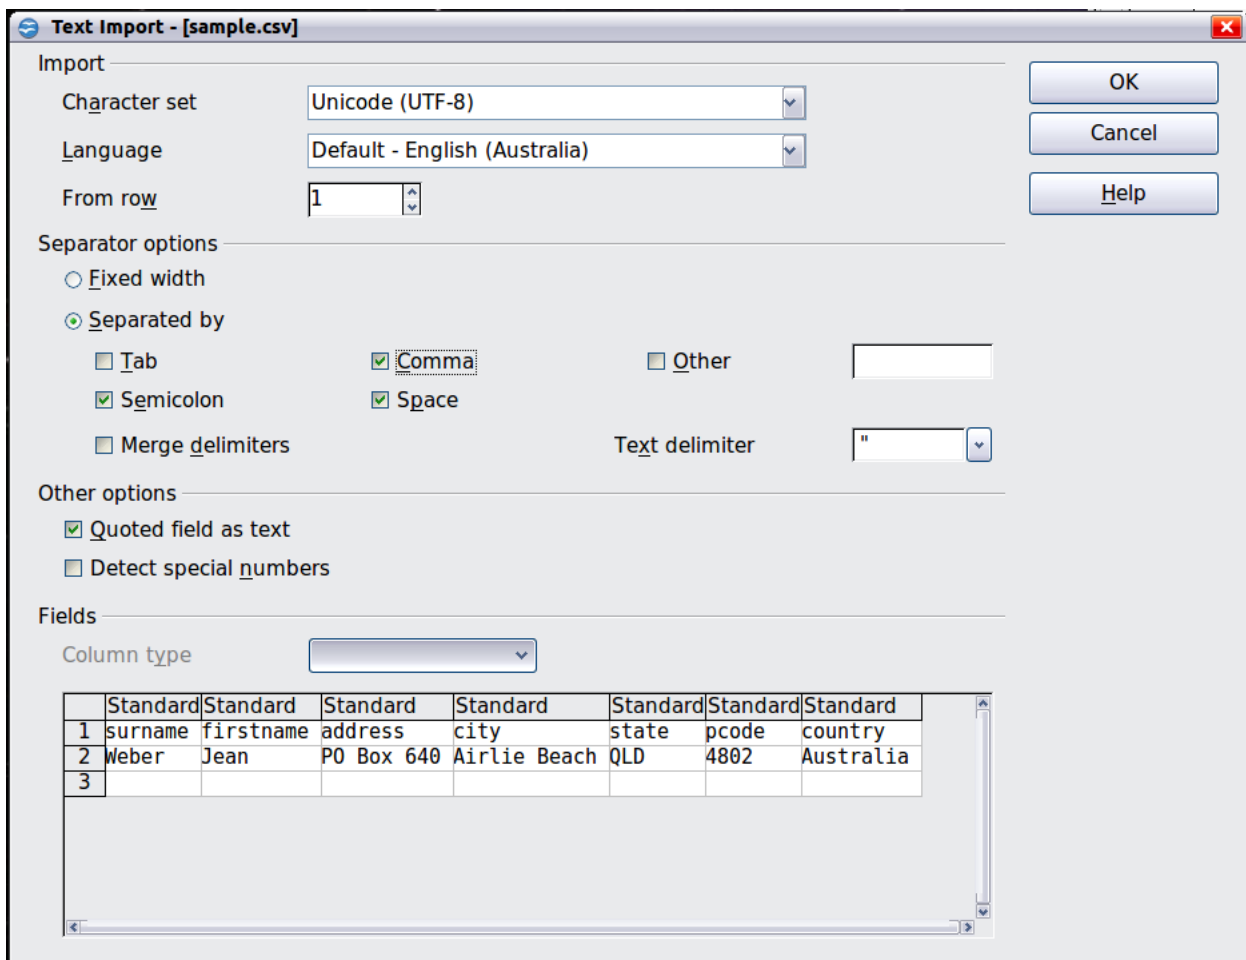 Text Import - [sample.csv]
Import
OK
Character set Unicode (UTF-8)
Cancel
Language Default - English (Australia)
From row 1
Help
Separator options
Fixed width
Separated by
Tab Comma Other
Semicolon Space
Merge delimiters Text delimiter "
Other options
Quoted field as text
Detect special numbers
Fields
Column type
Standard Standard Standard Standard Standard Standard Standard
1 surname firstname address city state pcode country
2 Weber Jean PO Box 640 Airlie Beach QLD 4802 Australia
3